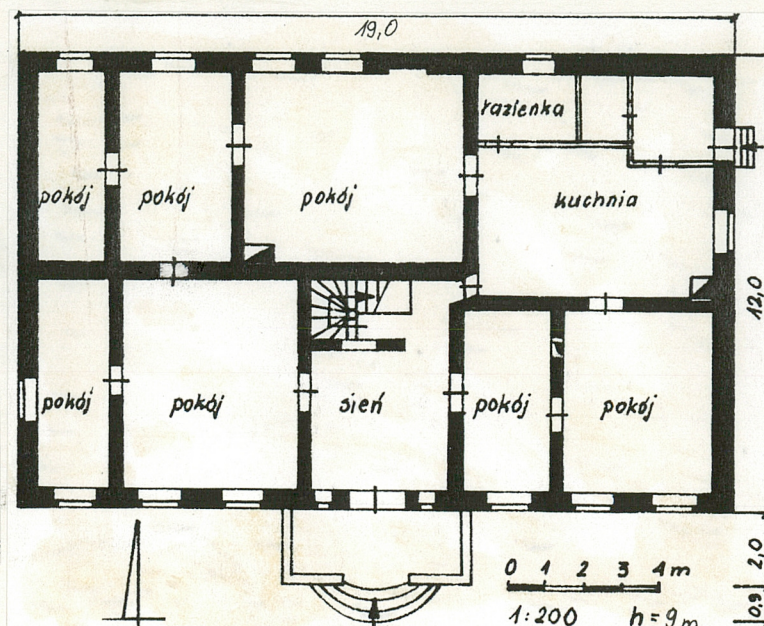 19,0
łazienka
pokój
pokój
pokój
kuchnia
12,0
pokój
pokój
sień
pokój
pokój
0 1 2 3 4m
2,0
1:200 h=9m
0,9